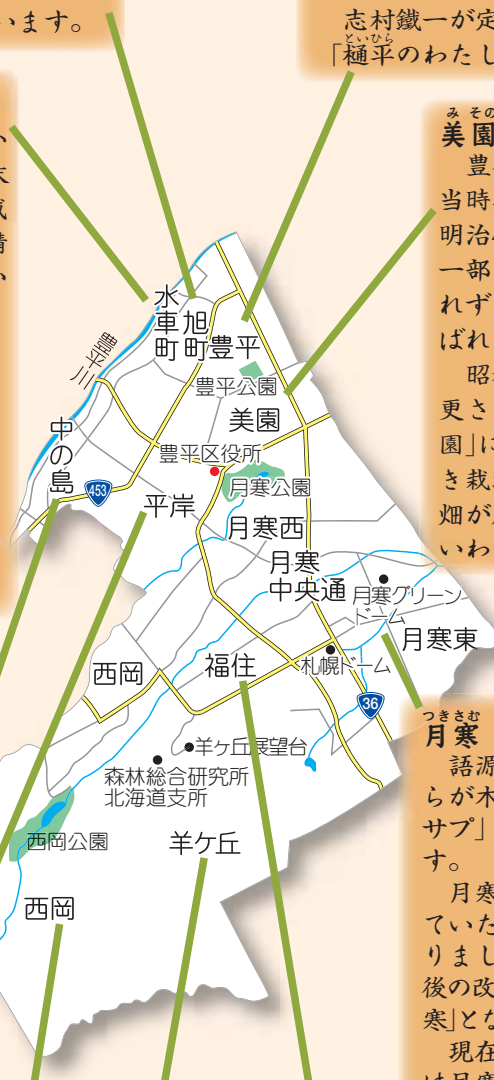 います。
志村鐵一が定
といひら
「樋平のわたし
み その
美園
豊
当時
明治
一部
れず
ばれ
昭
更さ
園」に
き栽
畑が
いわ
水車町
旭町
豊平
豊平川
豊平公園
美園
中の島
豊平区役所
453
月寒公園
平岸
月寒西
月寒
中央通
月寒グリーン
ドーム
月寒東
西岡
福住
札幌ドーム
36
羊ケ丘展望台
森林総合研究所
北海道支所
西岡公園
羊ケ丘
西岡
つきさむ
月寒
語源
らが木
サプ」
す。
月寒
ていた
りまし
後の改
寒」とな
現在
は月寒